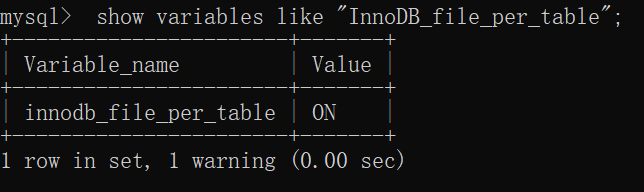 mysql>  show variables like "InnoDB_file_per_table";
+-----------------------+-------+
| Variable_name         | Value |
+-----------------------+-------+
| innodb_file_per_table | ON    |
+-----------------------+-------+
1 row in set, 1 warning (0.00 sec)